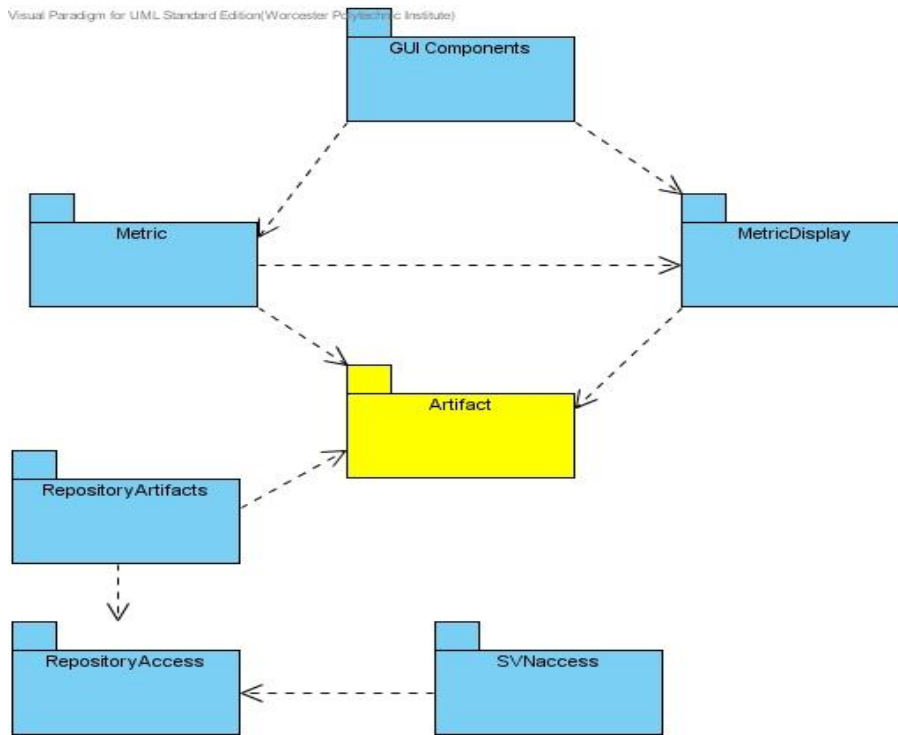 Visual Paradigm for UML Standard Edition(Worcester Polytechnic Institute)
GUI Components
Metric
MetricDisplay
Artifact
RepositoryArtifacts
RepositoryAccess
SVNaccess